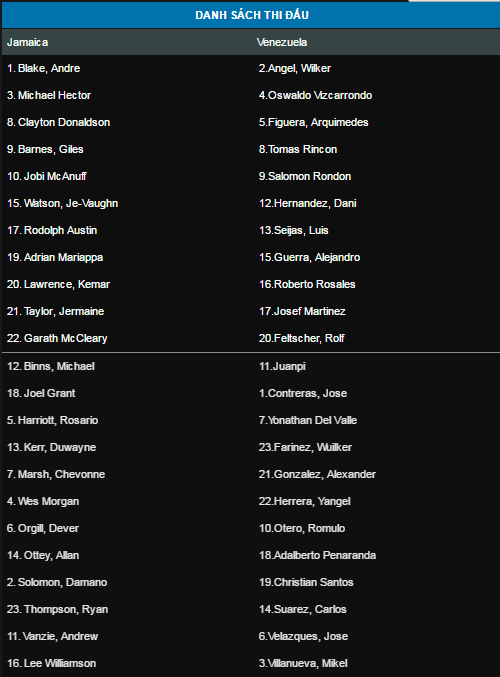 DANH SÁCH THI ĐẤU
Jamaica Venezuela
1. Blake, Andre 2.Angel, Wilker
3. Michael Hector 4.Oswaldo Vizcarrondo
8. Clayton Donaldson 5.Figuera, Arquimedes
9. Barnes, Giles 8.Tomas Rincon
10. Jobi McAnuff 9.Salomon Rondon
15. Watson, Je-Vaughn 12.Hernandez, Dani
17. Rodolph Austin 13.Seijas, Luis
19. Adrian Mariappa 15.Guerra, Alejandro
20. Lawrence, Kemar 16.Roberto Rosales
21. Taylor, Jermaine 17.Josef Martinez
22. Garath McCleary 20.Feltscher, Rolf
12. Binns, Michael 11.Juanpi
18. Joel Grant 1.Contreras, Jose
5. Harriott, Rosario 7.Yonathan Del Valle
13. Kerr, Duwayne 23.Farinez, Wuilker
7. Marsh, Chevonne 21.Gonzalez, Alexander
4. Wes Morgan 22.Herrera, Yangel
6. Orgill, Dever 10.Otero, Romulo
14. Ottey, Allan 18.Adalberto Penaranda
2. Solomon, Damano 19.Christian Santos
23. Thompson, Ryan 14.Suarez, Carlos
11. Vanzie, Andrew 6.Velazques, Jose
16. Lee Williamson 3.Villanueva, Mikel